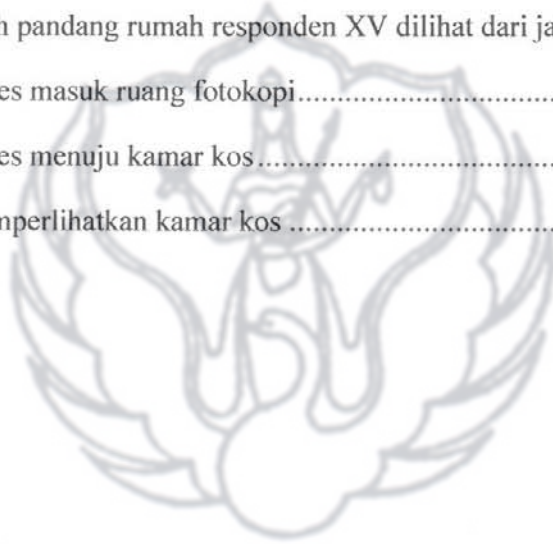 n pandang rumah responden XV dilihat dari ja
es masuk ruang fotokopi..............................
es menuju kamar kos....................................
nperlihatkan kamar kos ...............................